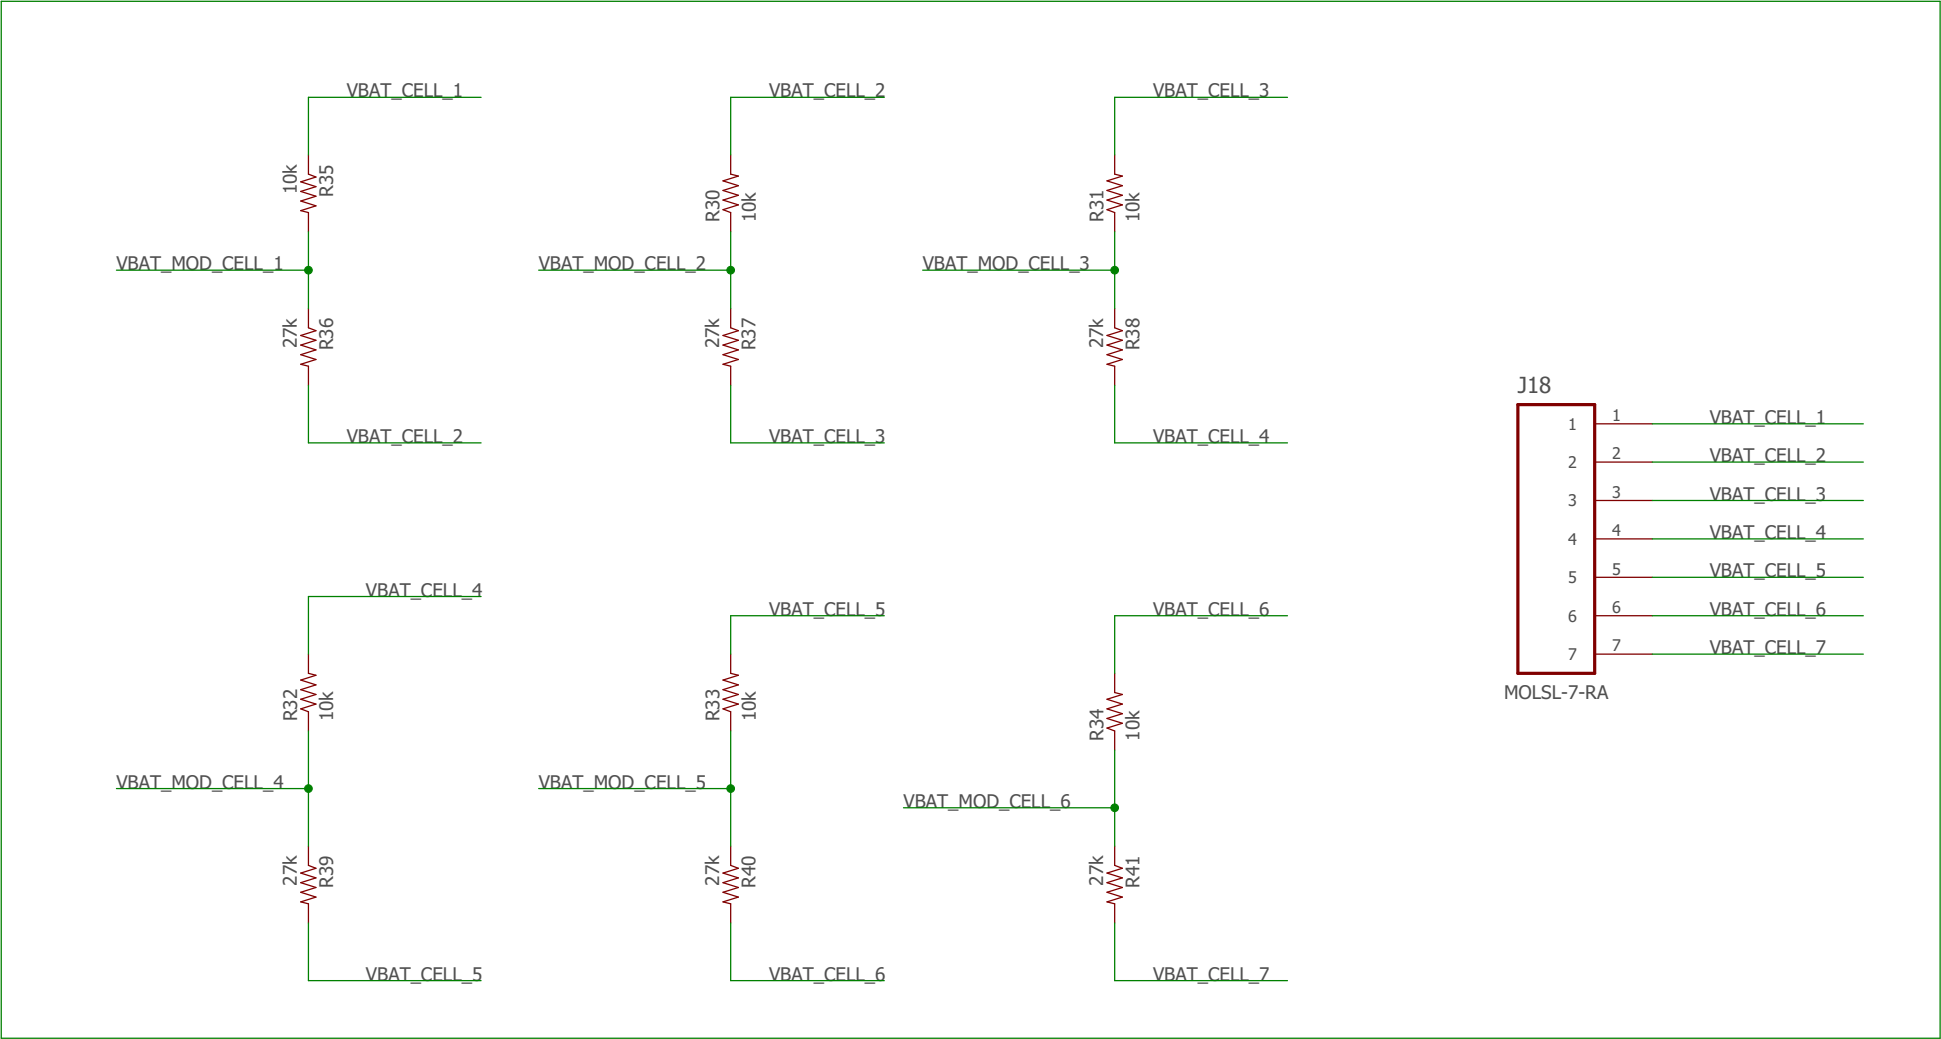 VBAT_CELL_1
10k
R35
VBAT_MOD_CELL_1
27k
R36
VBAT_CELL_2
VBAT_CELL_2
R30
10k
VBAT_MOD_CELL_2
27k
R37
VBAT_CELL_3
VBAT_CELL_3
R31
10k
VBAT_MOD_CELL_3
27k
R38
VBAT_CELL_4
VBAT_CELL_4
R32
10k
VBAT_MOD_CELL_4
27k
R39
VBAT_CELL_5
VBAT_CELL_5
R33
10k
VBAT_MOD_CELL_5
27k
R40
VBAT_CELL_6
VBAT_CELL_6
R34
10k
VBAT_MOD_CELL_6
27k
R41
VBAT_CELL_7
J18
1 1 VBAT_CELL_1
2 2 VBAT_CELL_2
3 3 VBAT_CELL_3
4 4 VBAT_CELL_4
5 5 VBAT_CELL_5
6 6 VBAT_CELL_6
7 7 VBAT_CELL_7
MOLSL-7-RA